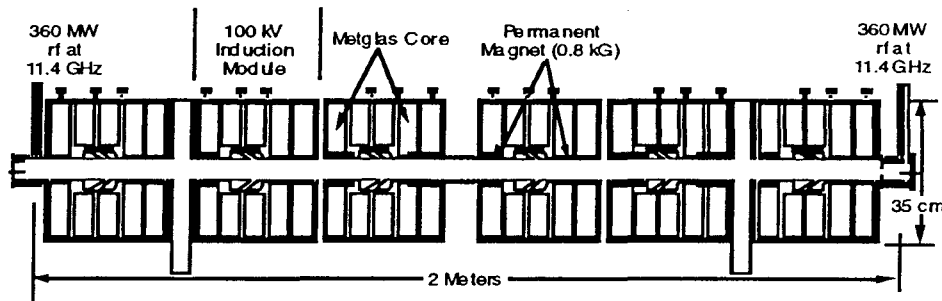 360 MW
rf at
11.4 GHz
100 kV
Induction
Module
Metglas Core
Permanent
Magnet (0.8 kG)
360 MW
rf at
11.4 GHz
35 cm
2 Meters